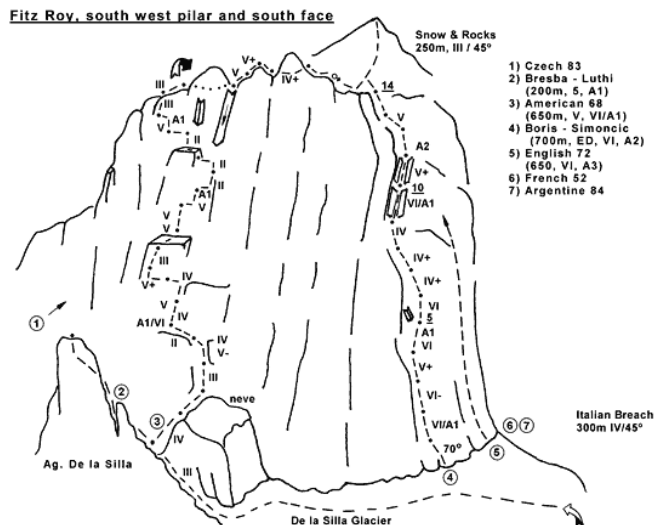 Fitz Roy, south west pilar and south face
Snow & Rocks
250m, III / 45º
1) Czech 83
2) Bresba - Luthi
(200m, 5, A1)
3) American 68
(650m, V, VI/A1)
4) Boris - Simoncic
(700m, ED, VI, A2)
5) English 72
(650, VI, A3)
6) French 52
7) Argentine 84
V+
V
IV+
III
III
14
A1
V
V
II
A2
II
V+
II
10
A1
VI/A1
V
V
IV
V
III
IV+
V+
IV
IV+
V
IV
VI
1
5
A1/VI
A1
II
IV
VI
V-
V+
III
2
neve
VI-
3
Italian Breach
300m IV/45º
6
7
VI/A1
IV
70º
5
Ag. De la Silla
III
4
De la Silla Glacier